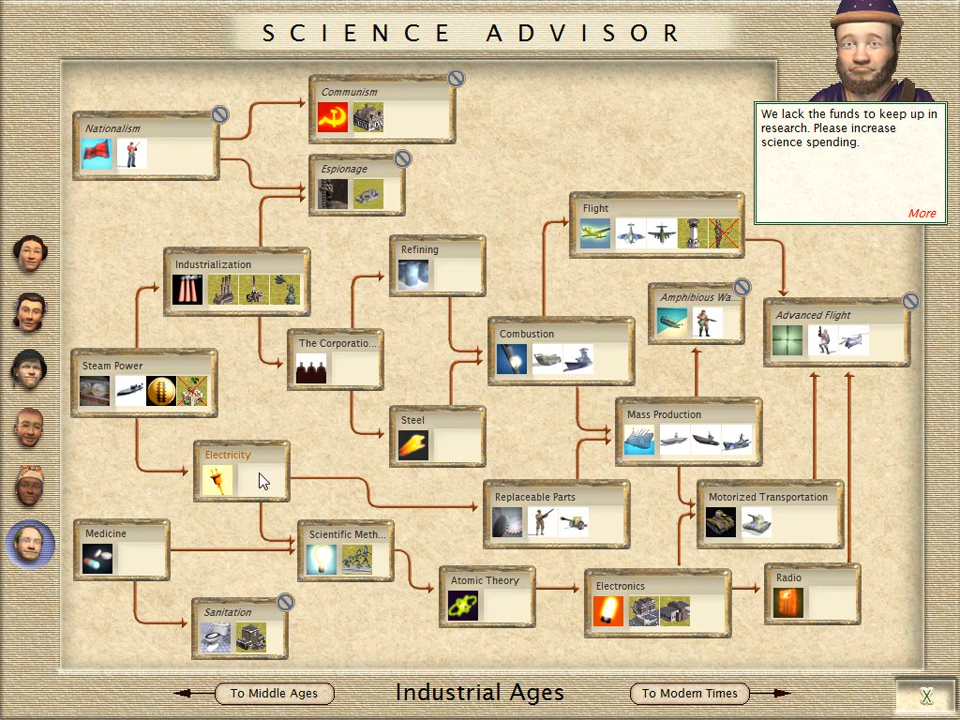 SCIENCE ADVISOR
We lack the funds to keep up in
research. Please increase
science spending.
More
Communism
Nationalism
Espionage
Flight
Refining
Industrialization
Amphibious Wa...
Advanced Flight
Combustion
The Corporatio...
Steam Power
Mass Production
Steel
Electricity
Replaceable Parts
Motorized Transportation
Medicine
Scientific Meth...
Atomic Theory
Electronics
Radio
Sanitation
To Middle Ages
Industrial Ages
To Modern Times
X